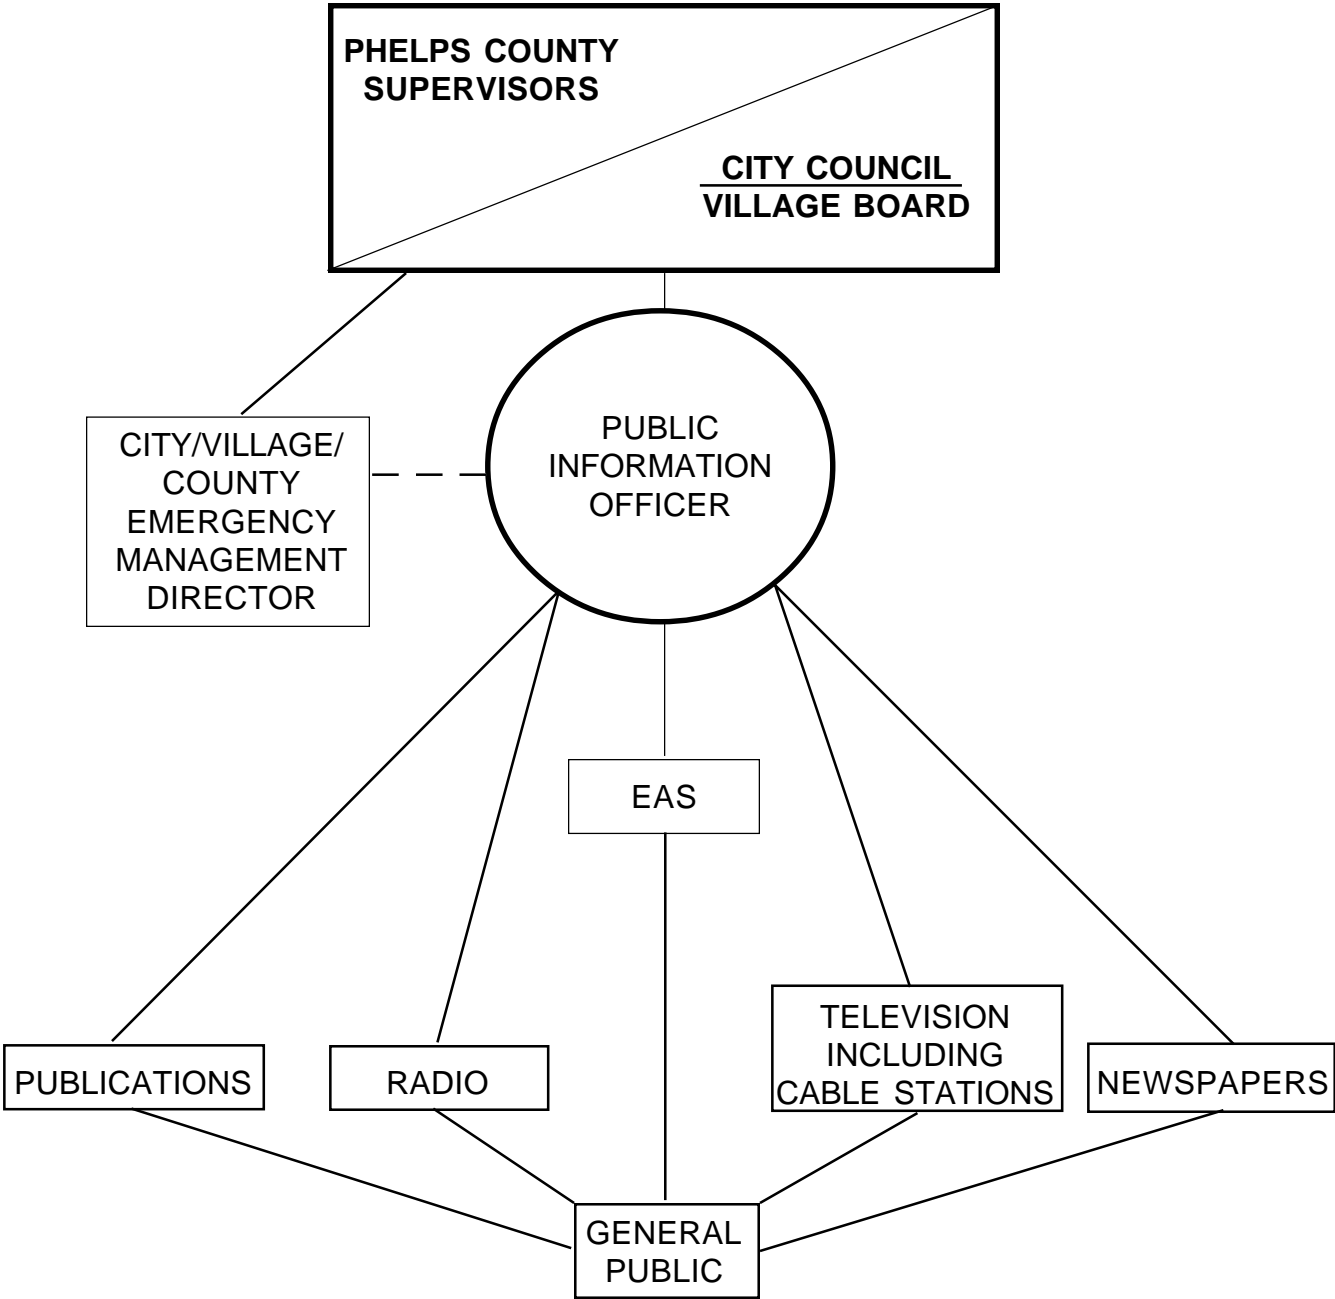 PHELPS COUNTY
SUPERVISORS
CITY COUNCIL
VILLAGE BOARD
CITY/VILLAGE/
COUNTY
EMERGENCY
MANAGEMENT
DIRECTOR
PUBLIC
INFORMATION
OFFICER
EAS
PUBLICATIONS
RADIO
TELEVISION
INCLUDING
CABLE STATIONS
NEWSPAPERS
GENERAL
PUBLIC